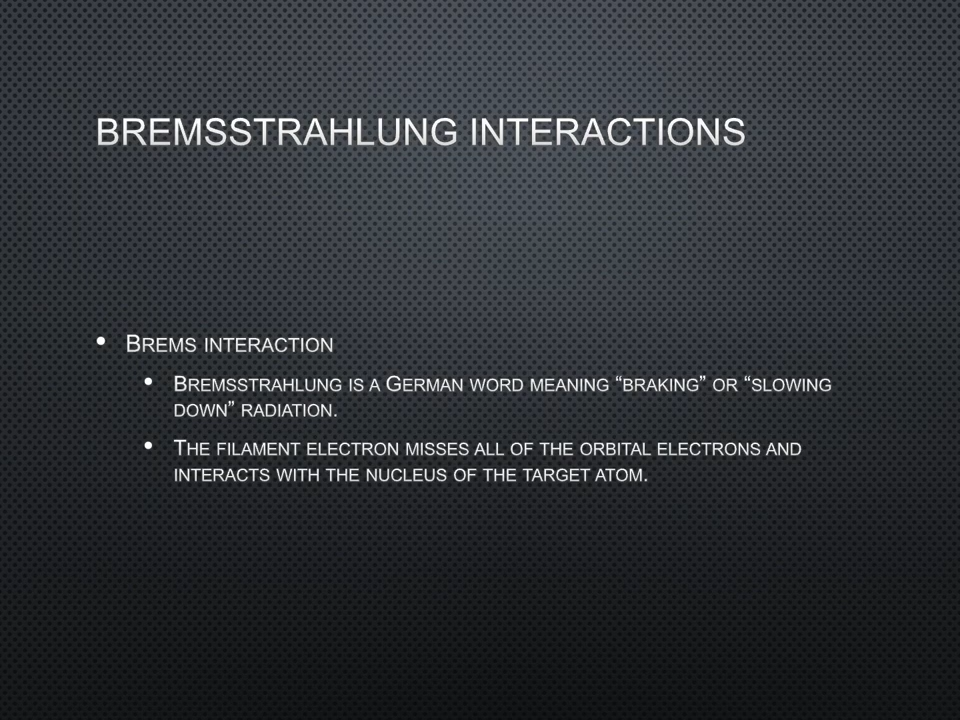 BREMSSTRAHLUNG INTERACTIONS
• BREMS INTERACTION
• BREMSSTRAHLUNG IS A GERMAN WORD MEANING “BRAKING” OR “SLOWING
DOWN” RADIATION.
• THE FILAMENT ELECTRON MISSES ALL OF THE ORBITAL ELECTRONS AND
INTERACTS WITH THE NUCLEUS OF THE TARGET ATOM.